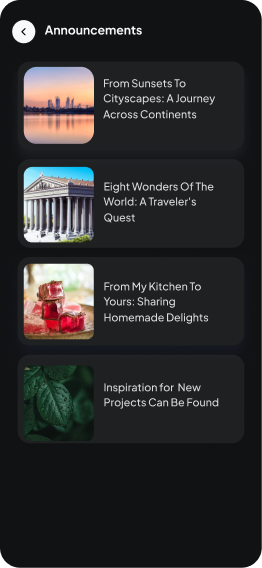 Announcements
From Sunsets To
Cityscapes: A Journey
Across Continents
Eight Wonders Of The
World: A Traveler's
Quest
From My Kitchen To
Yours: Sharing
Homemade Delights
Inspiration for New
Projects Can Be Found